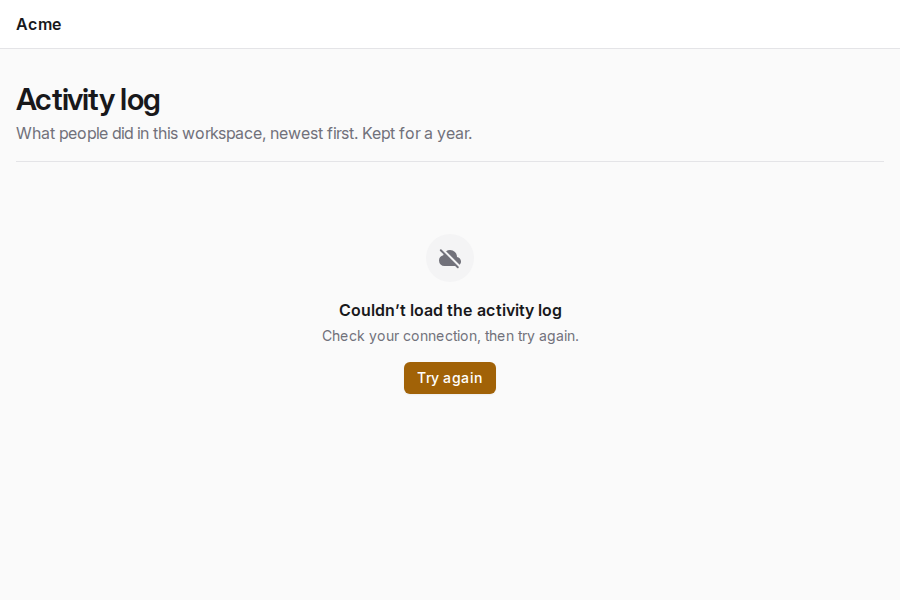 Acme
Activity log
What people did in this workspace, newest first. Kept for a year.
Couldn’t load the activity log
Check your connection, then try again.
Try again